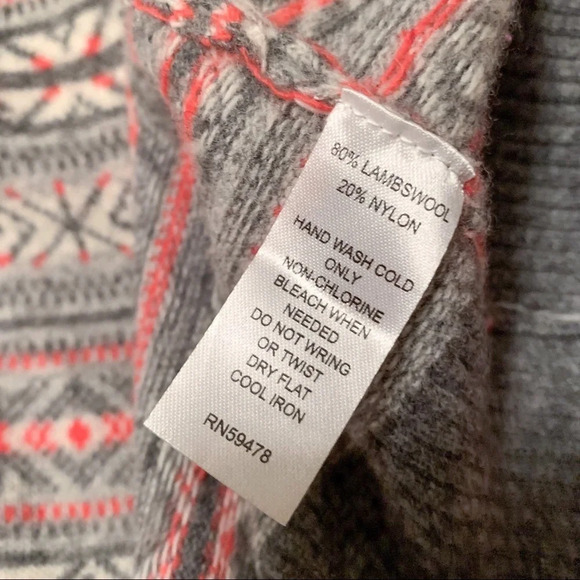 80% LAMBSWOOL
20% NYLON
HAND WASH COLD
ONLY
NON-CHLORINE
BLEACH WHEN
NEEDED
DO NOT WRING
OR TWIST
DRY FLAT
COOL IRON
RN59478